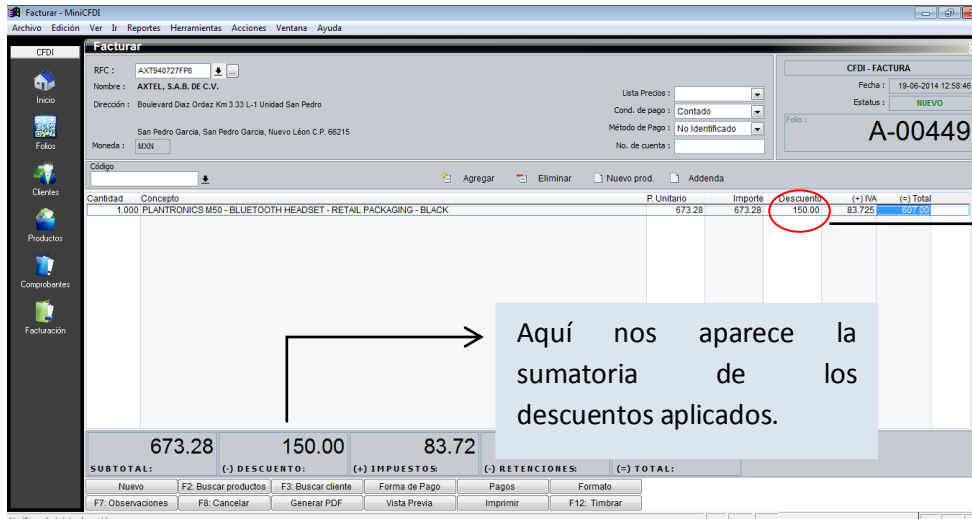 Facturar - MiniCFDI
Archivo Edición Ver Ir Reportes Herramientas Acciones Ventana Ayuda
CFDI
Inicio
Folios
Clientes
Productos
Comprobantes
Facturación
Facturar
RFC : AXT940727FP8 ...
Nombre : AXTEL, S.A.B. DE C.V.
Dirección : Boulevard Diaz Ordaz Km 3.33 L-1 Unidad San Pedro
San Pedro Garcia, San Pedro Garcia, Nuevo Léon C.P. 66215
Moneda : MXN
Lista Precios :
Cond. de pago : Contado
Método de Pago : No Identificado
No. de cuenta :
CFDI - FACTURA
Fecha : 19-06-2014 12:58:46
Estatus : NUEVO
Folio :
A-00449
Código
Agregar Eliminar Nuevo prod. Addenda
Cantidad Concepto P. Unitario Importe Descuento (+) IVA (=) Total
1.000 PLANTRONICS M50 - BLUETOOTH HEADSET - RETAIL PACKAGING - BLACK 673.28 673.28 150.00 83.725 607.00
Aquí nos aparece la
sumatoria de los
descuentos aplicados.
673.28 150.00 83.72
SUBTOTAL: (-) DESCUENTO: (+) IMPUESTOS: (-) RETENCIONES: (=) TOTAL:
Nuevo F2: Buscar productos F3: Buscar cliente Forma de Pago Pagos Formato
F7: Observaciones F8: Cancelar Generar PDF Vista Previa Imprimir F12: Timbrar